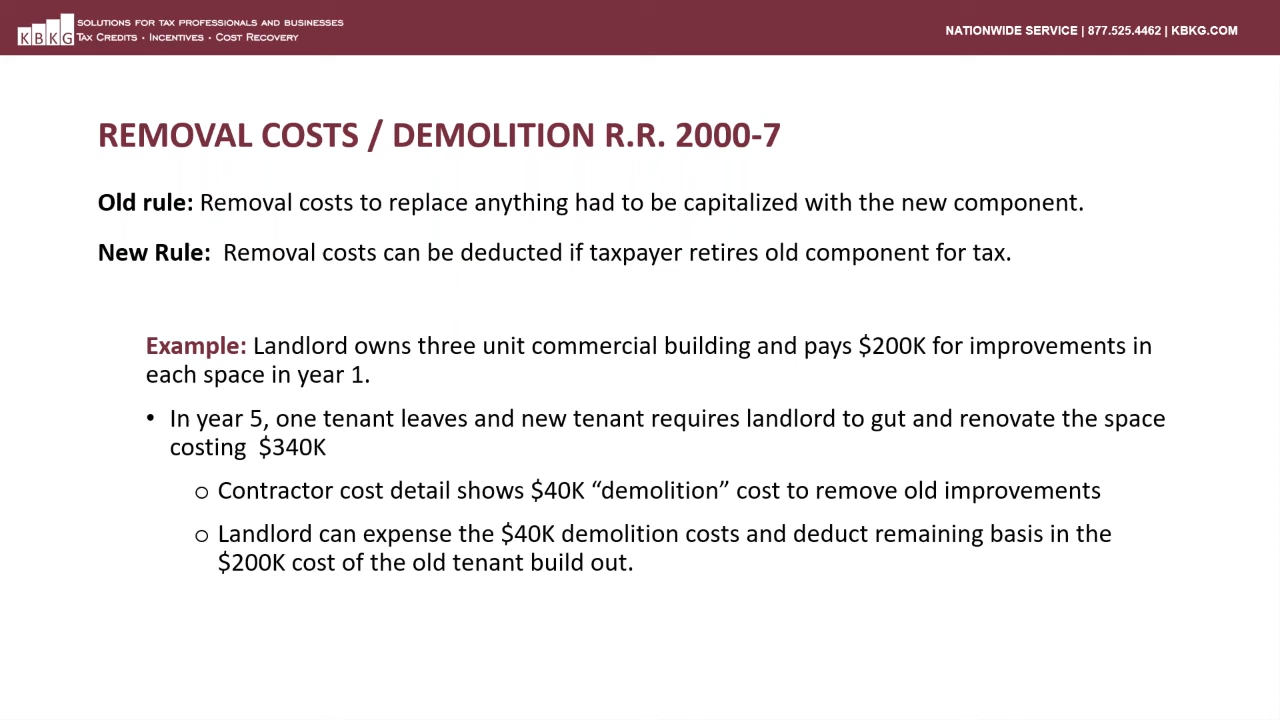 KBKG
SOLUTIONS FOR TAX PROFESSIONALS AND BUSINESSES
TAX CREDITS • INCENTIVES • COST RECOVERY
NATIONWIDE SERVICE | 877.525.4462 | KBKG.COM
REMOVAL COSTS / DEMOLITION R.R. 2000-7
Old rule: Removal costs to replace anything had to be capitalized with the new component.
New Rule: Removal costs can be deducted if taxpayer retires old component for tax.
Example: Landlord owns three unit commercial building and pays $200K for improvements in
each space in year 1.
• In year 5, one tenant leaves and new tenant requires landlord to gut and renovate the space
costing $340K
o Contractor cost detail shows $40K “demolition” cost to remove old improvements
o Landlord can expense the $40K demolition costs and deduct remaining basis in the
$200K cost of the old tenant build out.